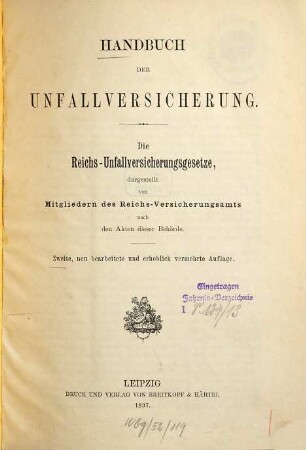 HANDBUCH
DER
UNFALLVERSICHERUNG.
Die
Reichs-Unfallversicherungsgesetze,
dargestellt
von
Mitgliedern des Reichs-Versicherungsamts
nach
den Akten dieser Behörde.
Zweite, neu bearbeitete und erheblich vermehrte Auflage.
Eingetragen
LEIPZIG
DRUCK UND VERLAG VON BREITKOPF & HÄRTEL
1897.